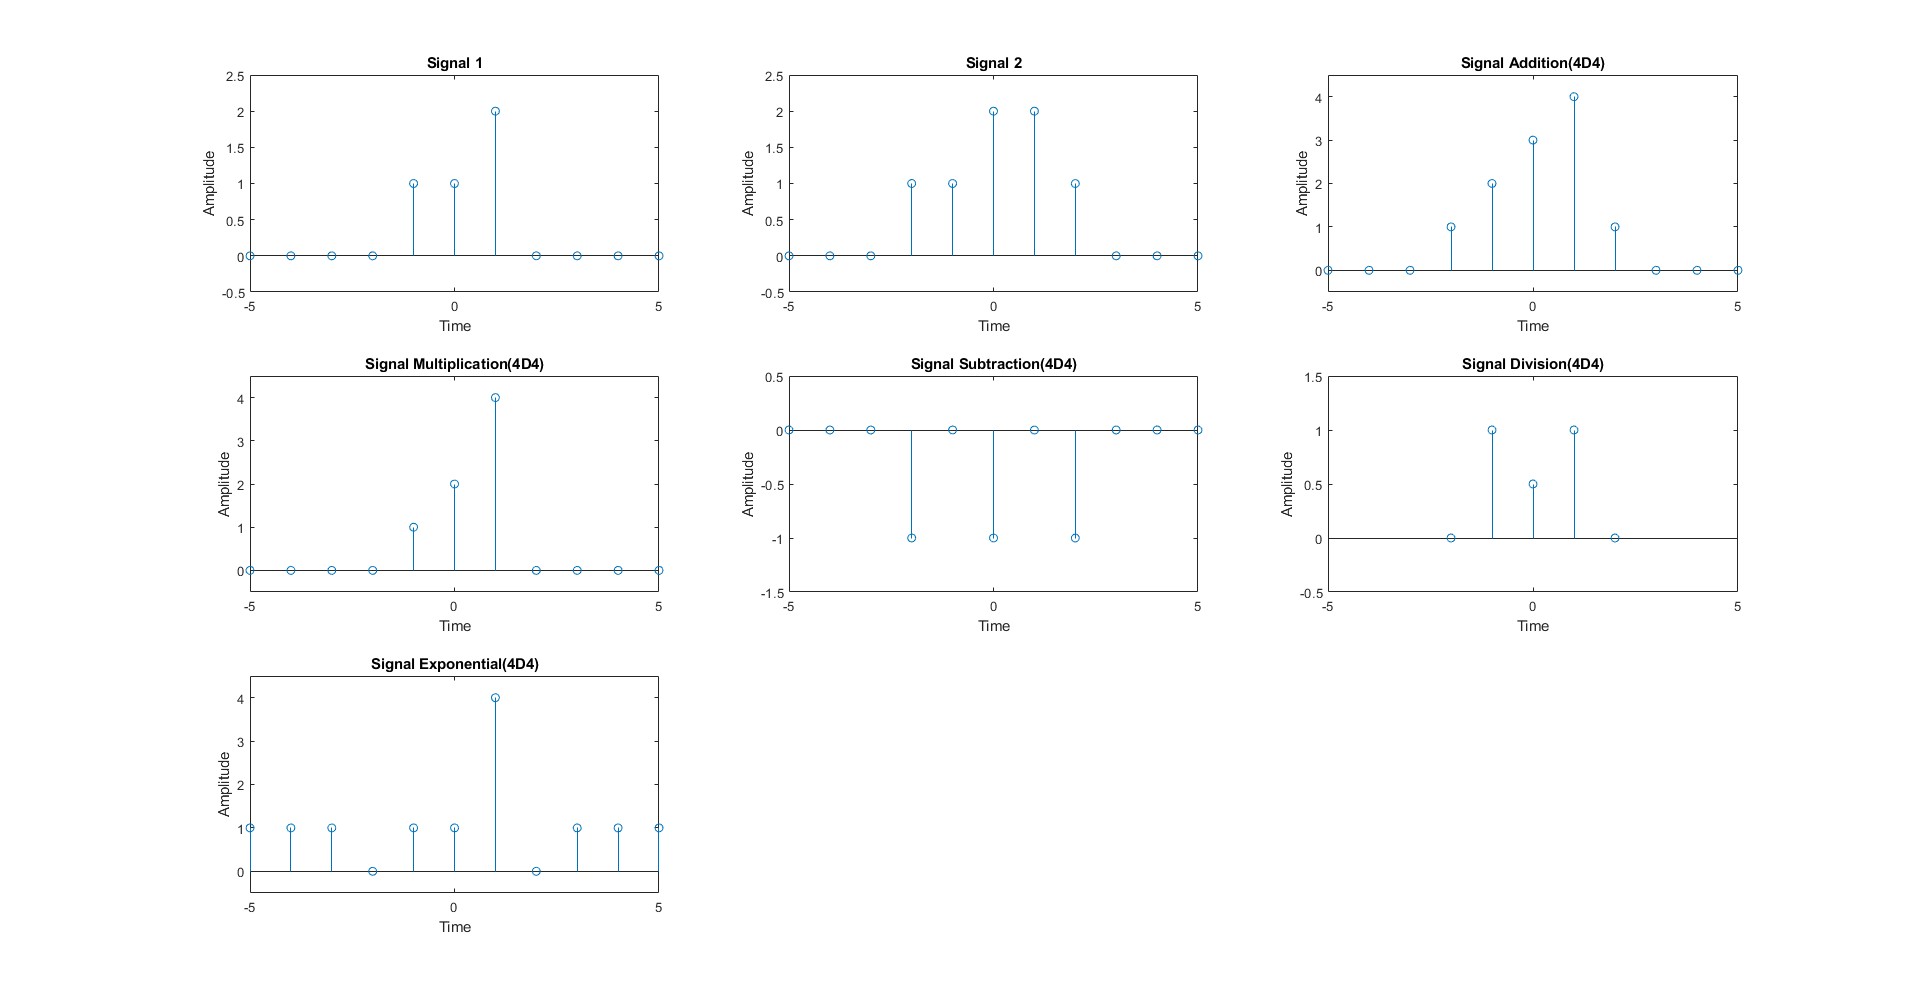 Signal 1
2.5
2
1.5
1
0.5
0
-0.5
-5 0 5
Time
Amplitude
Signal 2
2.5
2
1.5
1
0.5
0
-0.5
-5 0 5
Time
Amplitude
Signal Addition(4D4)
4
3
2
1
0
-5 0 5
Time
Amplitude
Signal Multiplication(4D4)
4
3
2
1
0
-5 0 5
Time
Amplitude
Signal Subtraction(4D4)
0.5
0
-0.5
-1
-1.5
-5 0 5
Time
Amplitude
Signal Division(4D4)
1.5
1
0.5
0
-0.5
-5 0 5
Time
Amplitude
Signal Exponential(4D4)
4
3
2
1
0
-5 0 5
Time
Amplitude